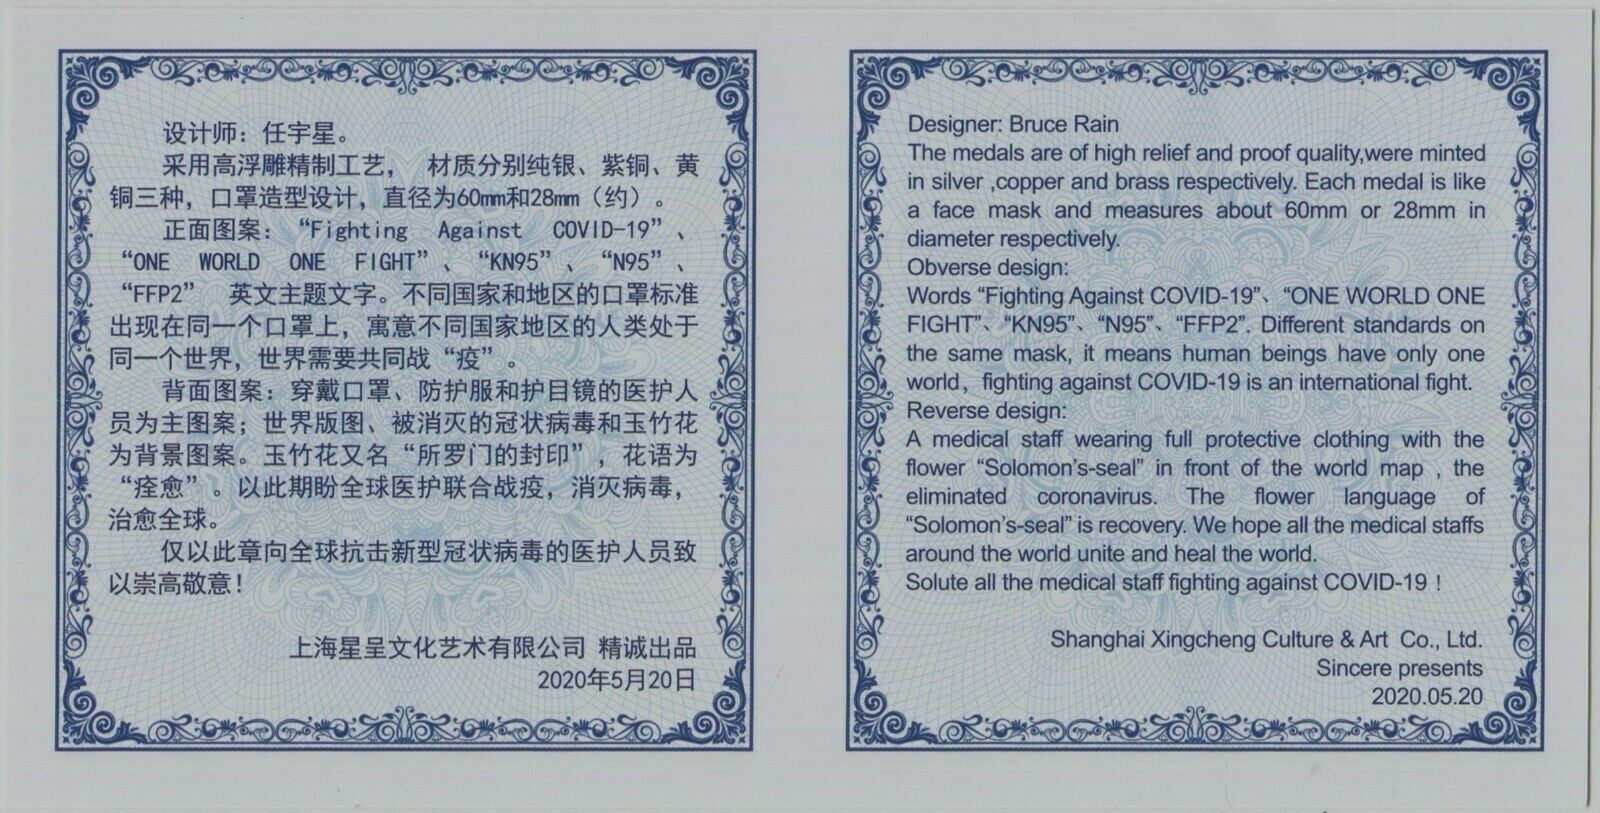 设计师：任宇星。
采用高浮雕精制工艺， 材质分别纯银、紫铜、黄
铜三种，口罩造型设计，直径为60mm和28mm（约）。
正面图案：“Fighting Against COVID-19”、
“ONE WORLD ONE FIGHT”、“KN95”、“N95”、
“FFP2” 英文主题文字。不同国家和地区的口罩标准
出现在同一个口罩上，寓意不同国家地区的人类处于
同一个世界，世界需要共同战“疫”。
背面图案：穿戴口罩、防护服和护目镜的医护人
员为主图案；世界版图、被消灭的冠状病毒和玉竹花
为背景图案。玉竹花又名“所罗门的封印”，花语为
“痊愈”。以此期盼全球医护联合战疫，消灭病毒，
治愈全球。
仅以此章向全球抗击新型冠状病毒的医护人员致
以崇高敬意！
上海星呈文化艺术有限公司 精诚出品
2020年5月20日
Designer: Bruce Rain
The medals are of high relief and proof quality,were minted
in silver ,copper and brass respectively. Each medal is like
a face mask and measures about 60mm or 28mm in
diameter respectively.
Obverse design:
Words “Fighting Against COVID-19”、“ONE WORLD ONE
FIGHT”、“KN95”、“N95”、“FFP2”. Different standards on
the same mask, it means human beings have only one
world，fighting against COVID-19 is an international fight.
Reverse design:
A medical staff wearing full protective clothing with the
flower “Solomon’s-seal” in front of the world map , the
eliminated coronavirus. The flower language of
“Solomon’s-seal” is recovery. We hope all the medical staffs
around the world unite and heal the world.
Solute all the medical staff fighting against COVID-19！
Shanghai Xingcheng Culture & Art Co., Ltd.
Sincere presents
2020.05.20